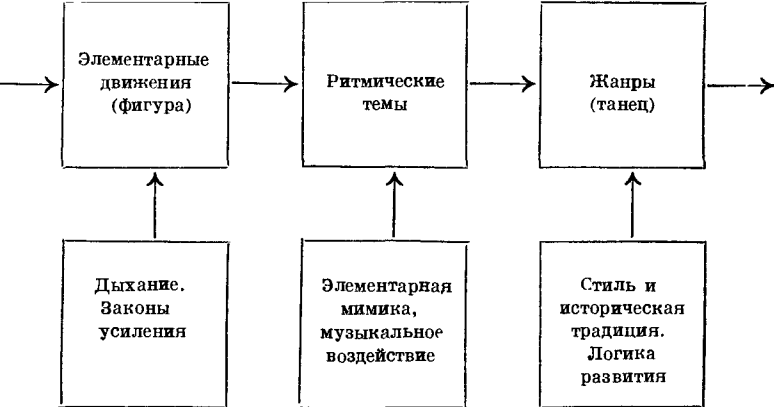 Элементарные
движения
(фигура)
Ритмические
темы
Жанры
(танец)
Дыхание.
Законы
усиления
Элементарная
мимика,
музыкальное
воздействие
Стиль и
историческая
традиция.
Логика
развития